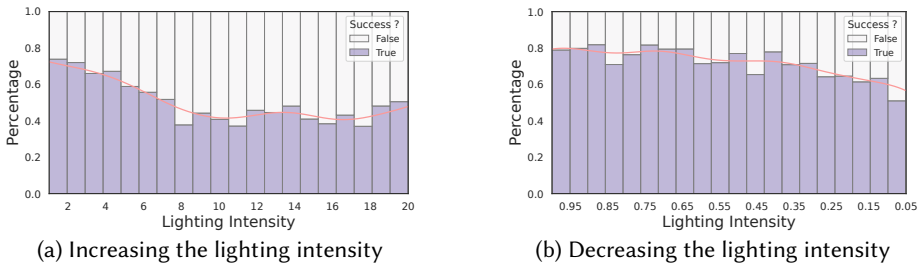 Success ?
False
True
Percentage
1.0
0.8
0.6
0.4
0.2
0.0
2 4 6 8 10 12 14 16 18 20
Lighting Intensity
(a) Increasing the lighting intensity
Success ?
False
True
Percentage
1.0
0.8
0.6
0.4
0.2
0.0
0.95 0.85 0.75 0.65 0.55 0.45 0.35 0.25 0.15 0.05
Lighting Intensity
(b) Decreasing the lighting intensity